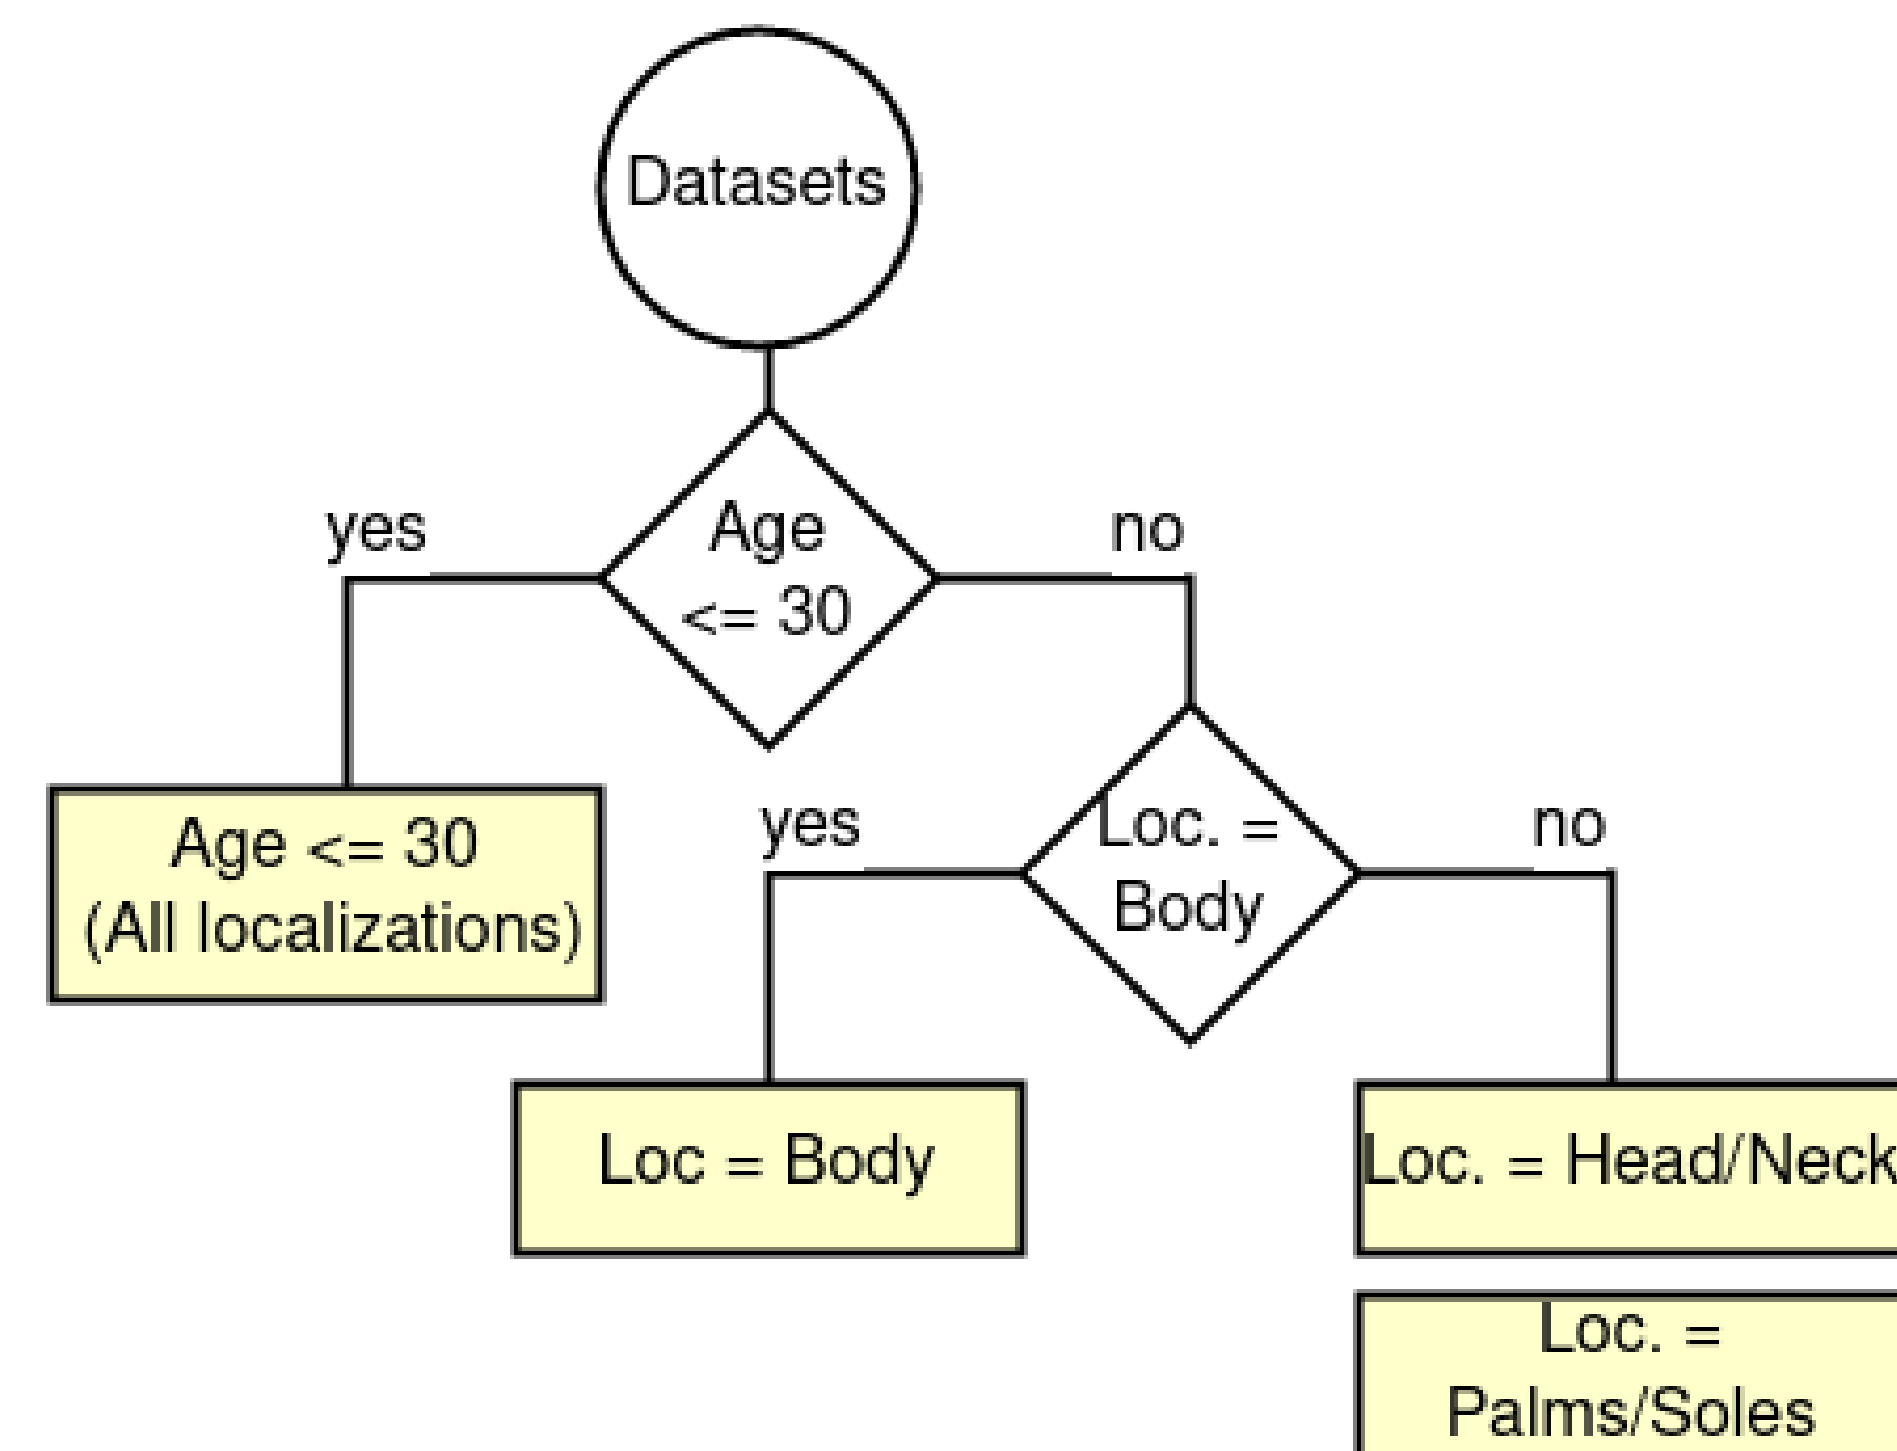 Datasets
yes
Age
<= 30
no
Age <= 30
(All localizations)
yes
Loc. =
Body
no
Loc = Body
Loc. = Head/Neck
Loc. =
Palms/Soles